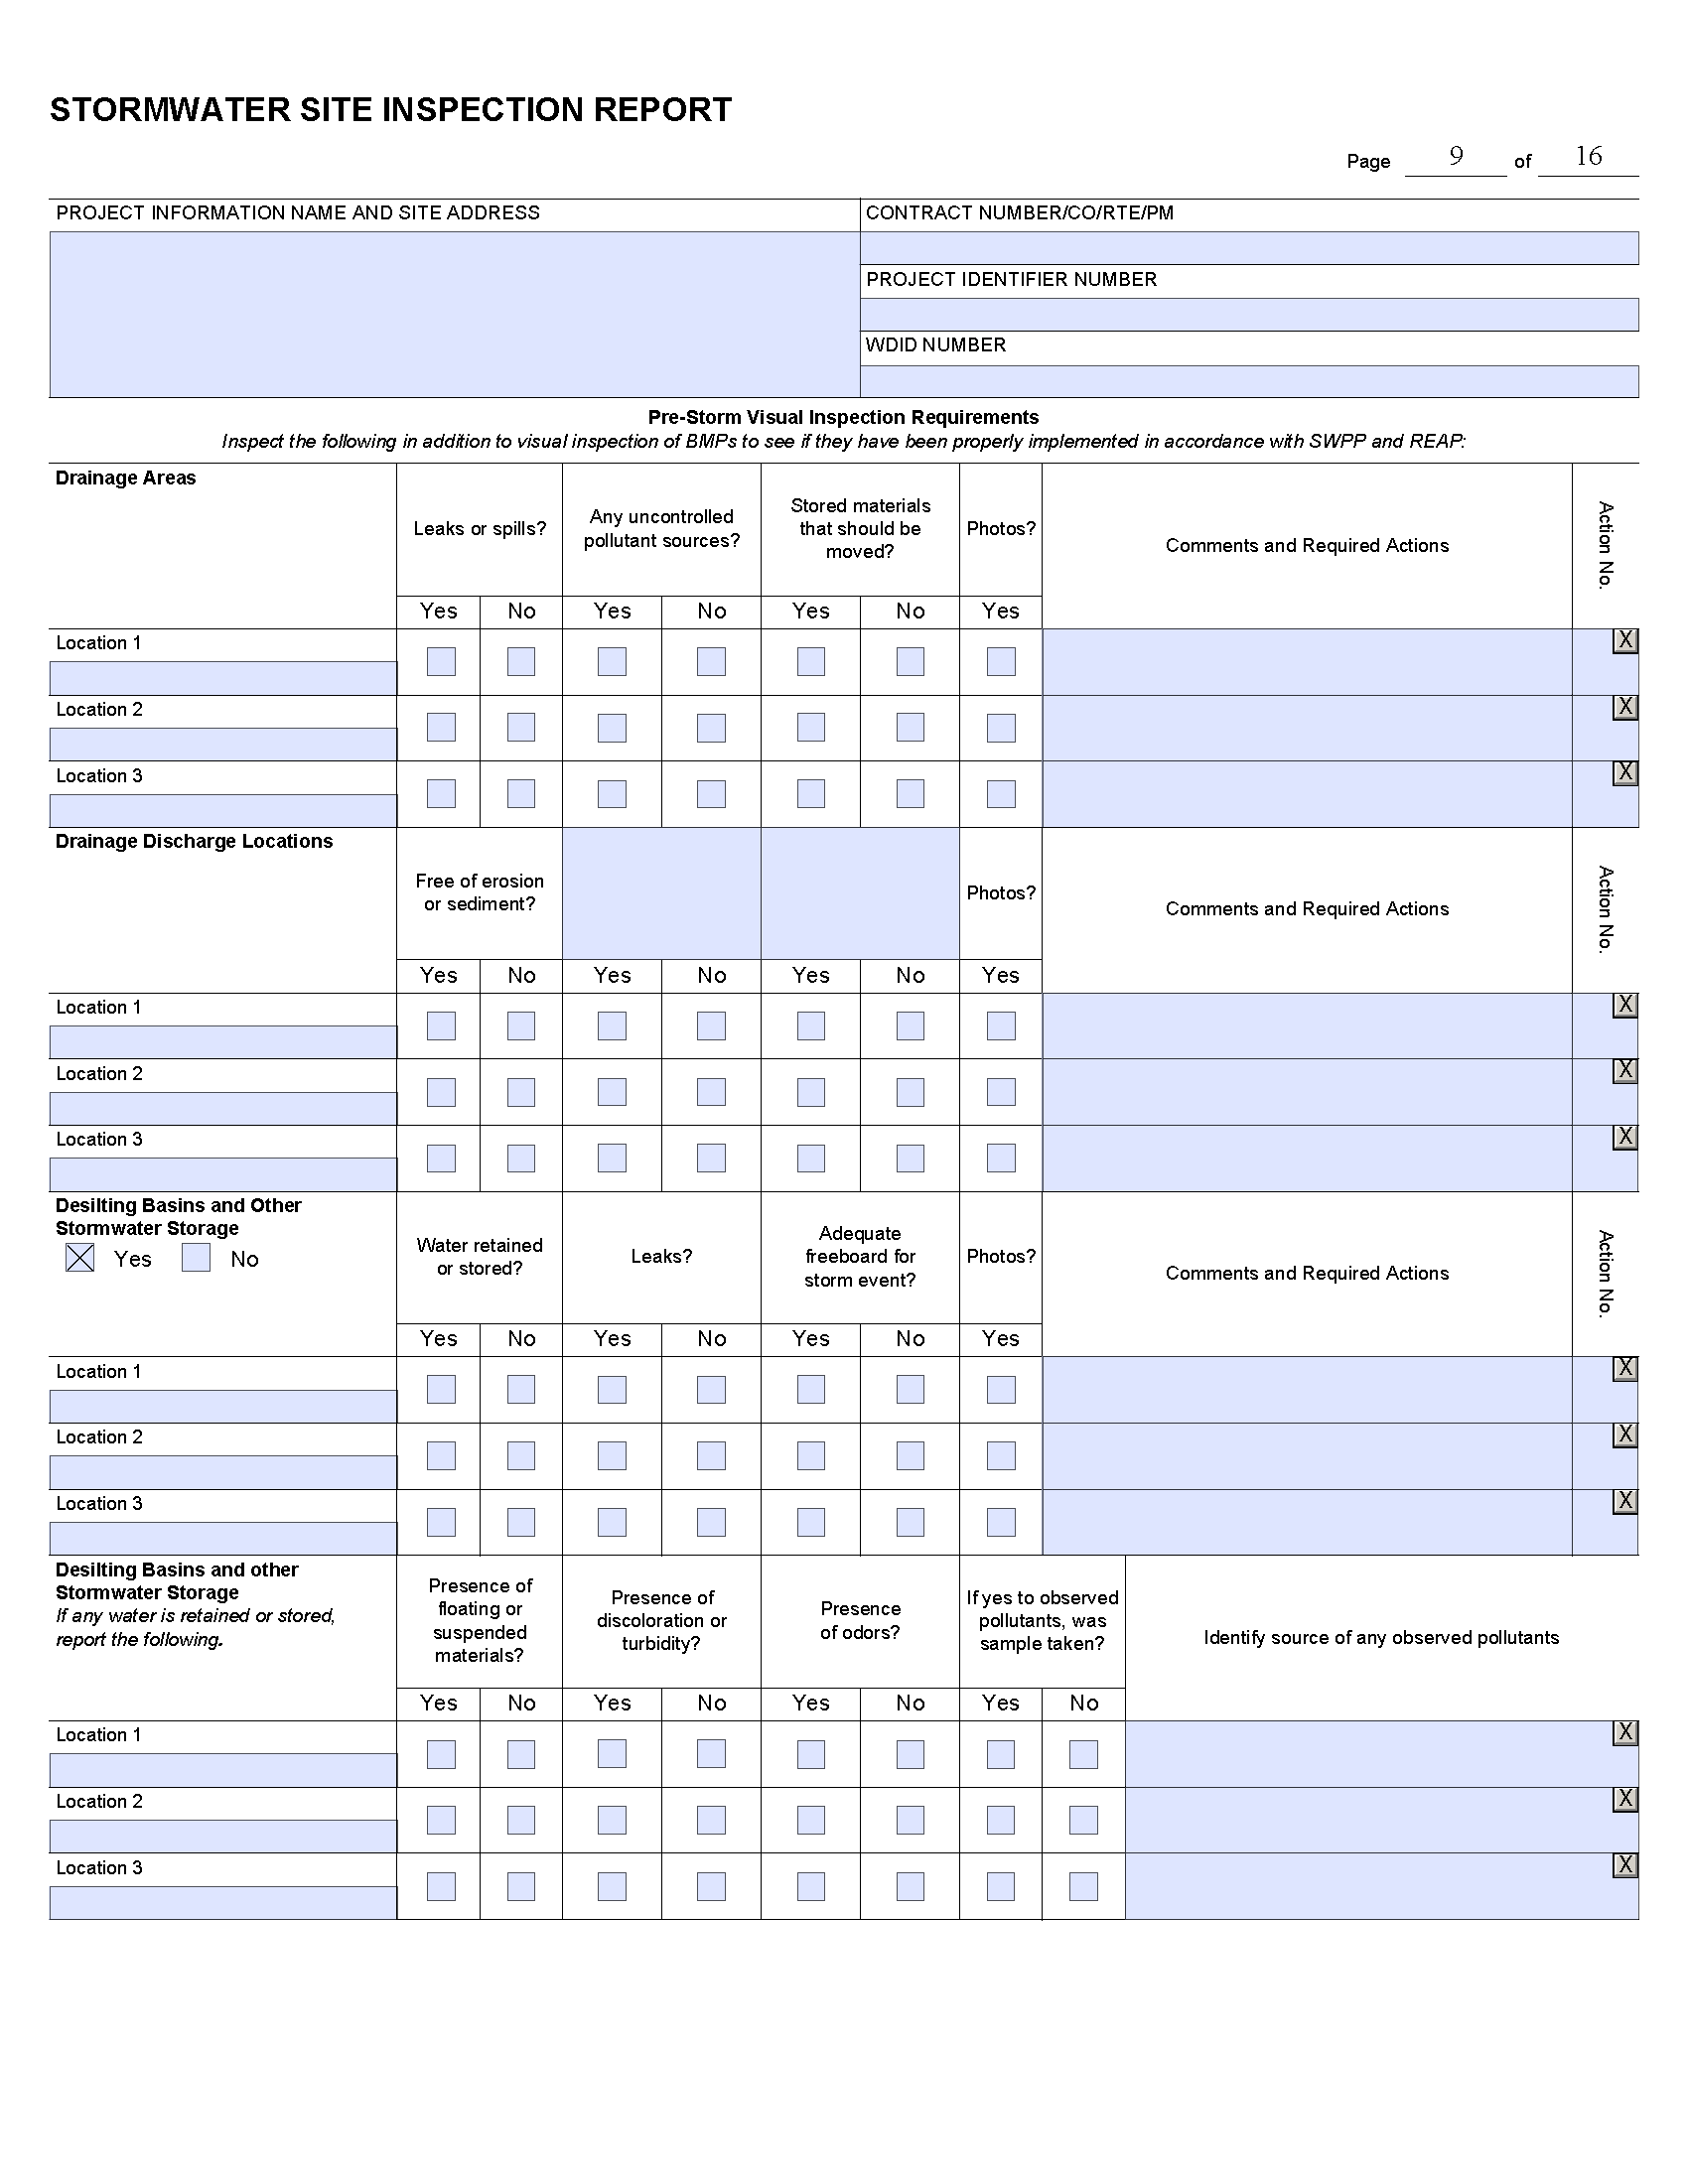 STORMWATER SITE INSPECTION REPORT
Page 9 of 16
PROJECT INFORMATION NAME AND SITE ADDRESS
CONTRACT NUMBER/CO/RTE/PM
PROJECT IDENTIFIER NUMBER
WDID NUMBER
Pre-Storm Visual Inspection Requirements
Inspect the following in addition to visual inspection of BMPs to see if they have been properly implemented in accordance with SWPP and REAP:
Drainage Areas
Leaks or spills?
Any uncontrolled
pollutant sources?
Stored materials
that should be
moved?
Photos?
Comments and Required Actions
Action No.
Yes No Yes No Yes No Yes
Location 1
X
Location 2
X
Location 3
X
Drainage Discharge Locations
Free of erosion
or sediment?
Photos?
Comments and Required Actions
Action No.
Yes No Yes No Yes No Yes
Location 1
X
Location 2
X
Location 3
X
Desilting Basins and Other
Stormwater Storage
Yes No
Water retained
or stored?
Leaks?
Adequate
freeboard for
storm event?
Photos?
Comments and Required Actions
Action No.
Yes No Yes No Yes No Yes
Location 1
X
Location 2
X
Location 3
X
Desilting Basins and other
Stormwater Storage
If any water is retained or stored,
report the following.
Presence of
floating or
suspended
materials?
Presence of
discoloration or
turbidity?
Presence
of odors?
If yes to observed
pollutants, was
sample taken?
Identify source of any observed pollutants
Yes No Yes No Yes No Yes No
Location 1
X
Location 2
X
Location 3
X